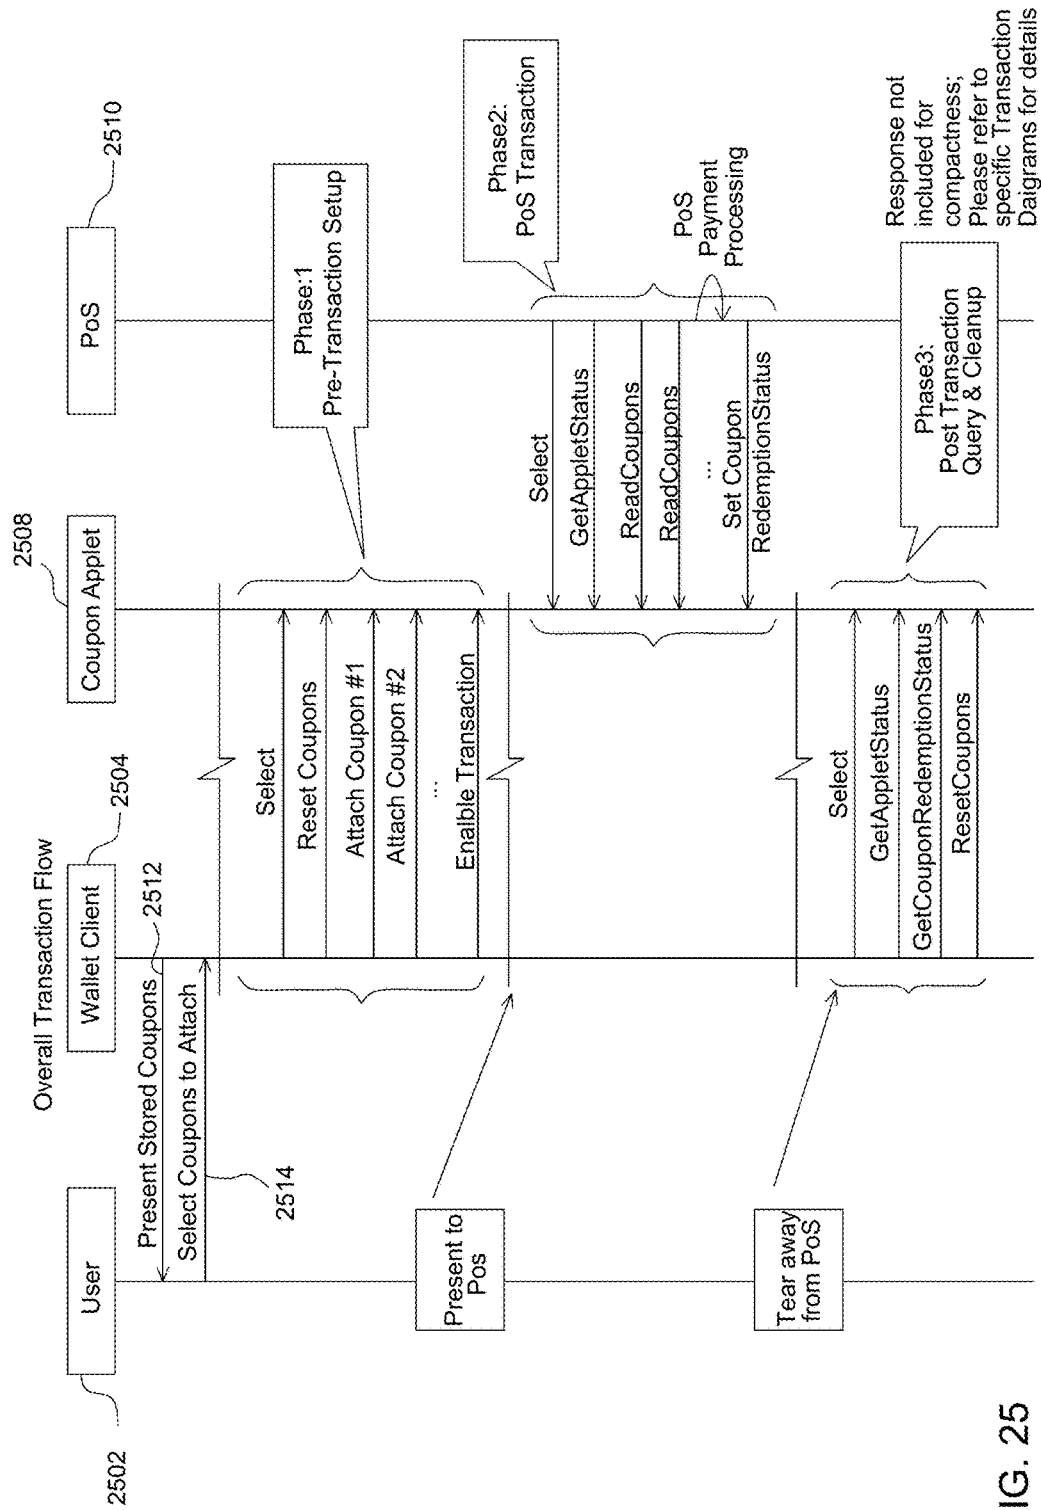 Overall Transaction Flow
2502
User
2504
Wallet Client
2508
Coupon Applet
2510
PoS
Present Stored Coupons
2512
Select Coupons to Attach
2514
Phase:1
Pre-Transaction Setup
Select
Reset Coupons
Attach Coupon #1
Attach Coupon #2
...
Enalble Transaction
Present to
Pos
Phase2:
PoS Transaction
Select
GetAppletStatus
ReadCoupons
ReadCoupons
...
PoS
Payment
Processing
Set Coupon
RedemptionStatus
Tear away
from PoS
Select
GetAppletStatus
GetCouponRedemptionStatus
ResetCoupons
Phase3:
Post Transaction
Query & Cleanup
Response not
included for
compactness;
Please refer to
specific Transaction
Daigrams for details
IG. 25